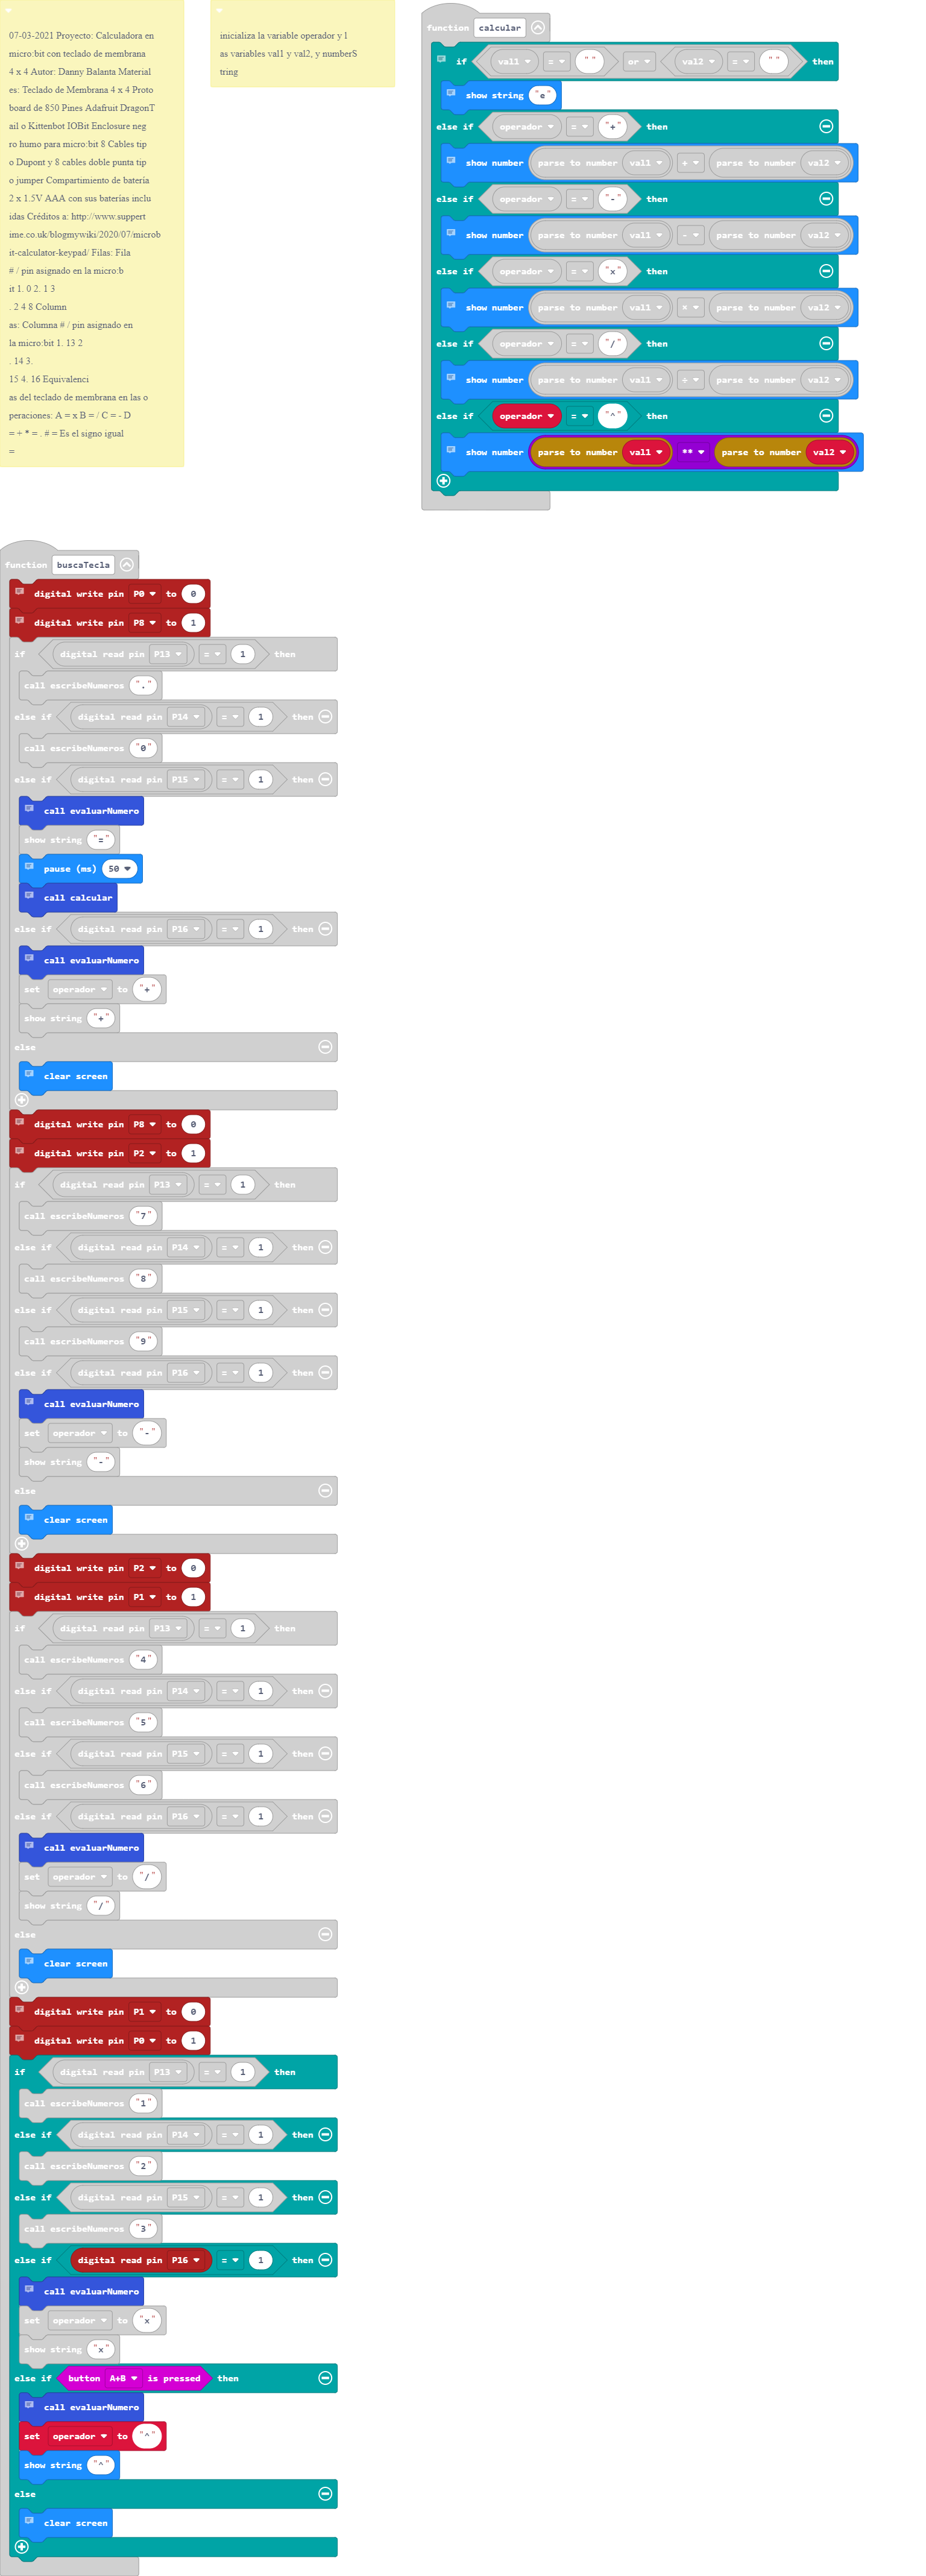 07-03-2021 Proyecto: Calculadora en
micro:bit con teclado de membrana
4 x 4 Autor: Danny Balanta Material
es: Teclado de Membrana 4 x 4 Proto
board de 850 Pines Adafruit DragonT
ail o Kittenbot IOBit Enclosure neg
ro humo para micro:bit 8 Cables tip
o Dupont y 8 cables doble punta tip
o jumper Compartimiento de batería
2 x 1.5V AAA con sus baterías inclu
idas Créditos a: http://www.suppert
ime.co.uk/blogmywiki/2020/07/microb
it-calculator-keypad/ Filas: Fila
# / pin asignado en la micro:b
it 1. 0 2. 1 3
. 2 4 8 Column
as: Columna # / pin asignado en
la micro:bit 1. 13 2
. 14 3.
15 4. 16 Equivalenci
as del teclado de membrana en las o
peraciones: A = x B = / C = - D
= + * = . # = Es el signo igual
=
inicializa la variable operador y l
as variables val1 y val2, y numberS
tring
function calcular
if val1 = "" or val2 = "" then
show string "e"
else if operador = "+" then
show number parse to number val1 + parse to number val2
else if operador = "-" then
show number parse to number val1 - parse to number val2
else if operador = "x" then
show number parse to number val1 × parse to number val2
else if operador = "/" then
show number parse to number val1 ÷ parse to number val2
else if operador = "^" then
show number parse to number val1 ** parse to number val2
function buscaTecla
digital write pin P0 to 0
digital write pin P8 to 1
if digital read pin P13 = 1 then
call escribeNumeros "."
else if digital read pin P14 = 1 then
call escribeNumeros "0"
else if digital read pin P15 = 1 then
call evaluarNumero
show string "="
pause (ms) 50
call calcular
else if digital read pin P16 = 1 then
call evaluarNumero
set operador to "+"
show string "+"
else
clear screen
digital write pin P8 to 0
digital write pin P2 to 1
if digital read pin P13 = 1 then
call escribeNumeros "7"
else if digital read pin P14 = 1 then
call escribeNumeros "8"
else if digital read pin P15 = 1 then
call escribeNumeros "9"
else if digital read pin P16 = 1 then
call evaluarNumero
set operador to "-"
show string "-"
else
clear screen
digital write pin P2 to 0
digital write pin P1 to 1
if digital read pin P13 = 1 then
call escribeNumeros "4"
else if digital read pin P14 = 1 then
call escribeNumeros "5"
else if digital read pin P15 = 1 then
call escribeNumeros "6"
else if digital read pin P16 = 1 then
call evaluarNumero
set operador to "/"
show string "/"
else
clear screen
digital write pin P1 to 0
digital write pin P0 to 1
if digital read pin P13 = 1 then
call escribeNumeros "1"
else if digital read pin P14 = 1 then
call escribeNumeros "2"
else if digital read pin P15 = 1 then
call escribeNumeros "3"
else if digital read pin P16 = 1 then
call evaluarNumero
set operador to "x"
show string "x"
else if button A+B is pressed then
call evaluarNumero
set operador to "^"
show string "^"
else
clear screen